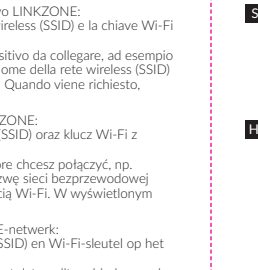 o LINKZONE:
ireless (SSID) e la chiave Wi-Fi
sitivo da collegare, ad esempio
ome della rete wireless (SSID)
Quando viene richiesto,
ZONE:
(SSID) oraz klucz Wi-Fi z
re chcesz połączyć, np.
zwę sieci bezprzewodowej
cią Wi-Fi. W wyświetlonym
E-netwerk:
SSID) en Wi-Fi-sleutel op het
S
H